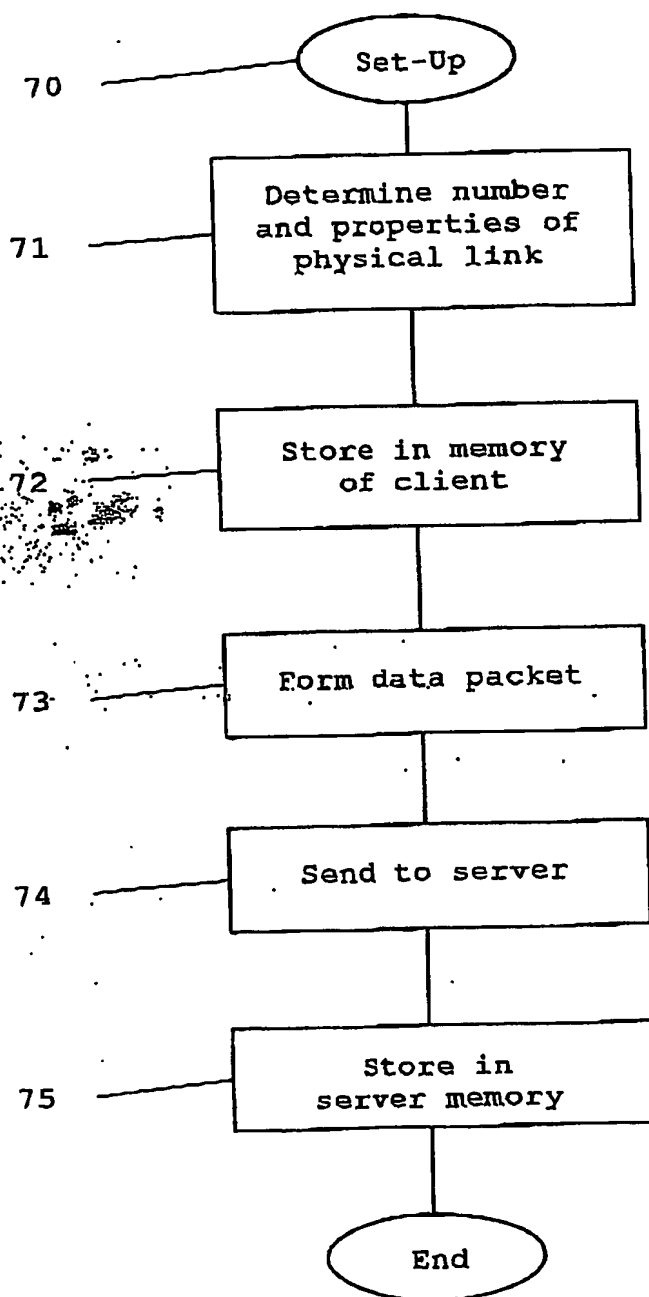 70
Set-Up
71
Determine number
and properties of
physical link
72
Store in memory
of client
73
Form data packet
74
Send to server
75
Store in
server memory
End